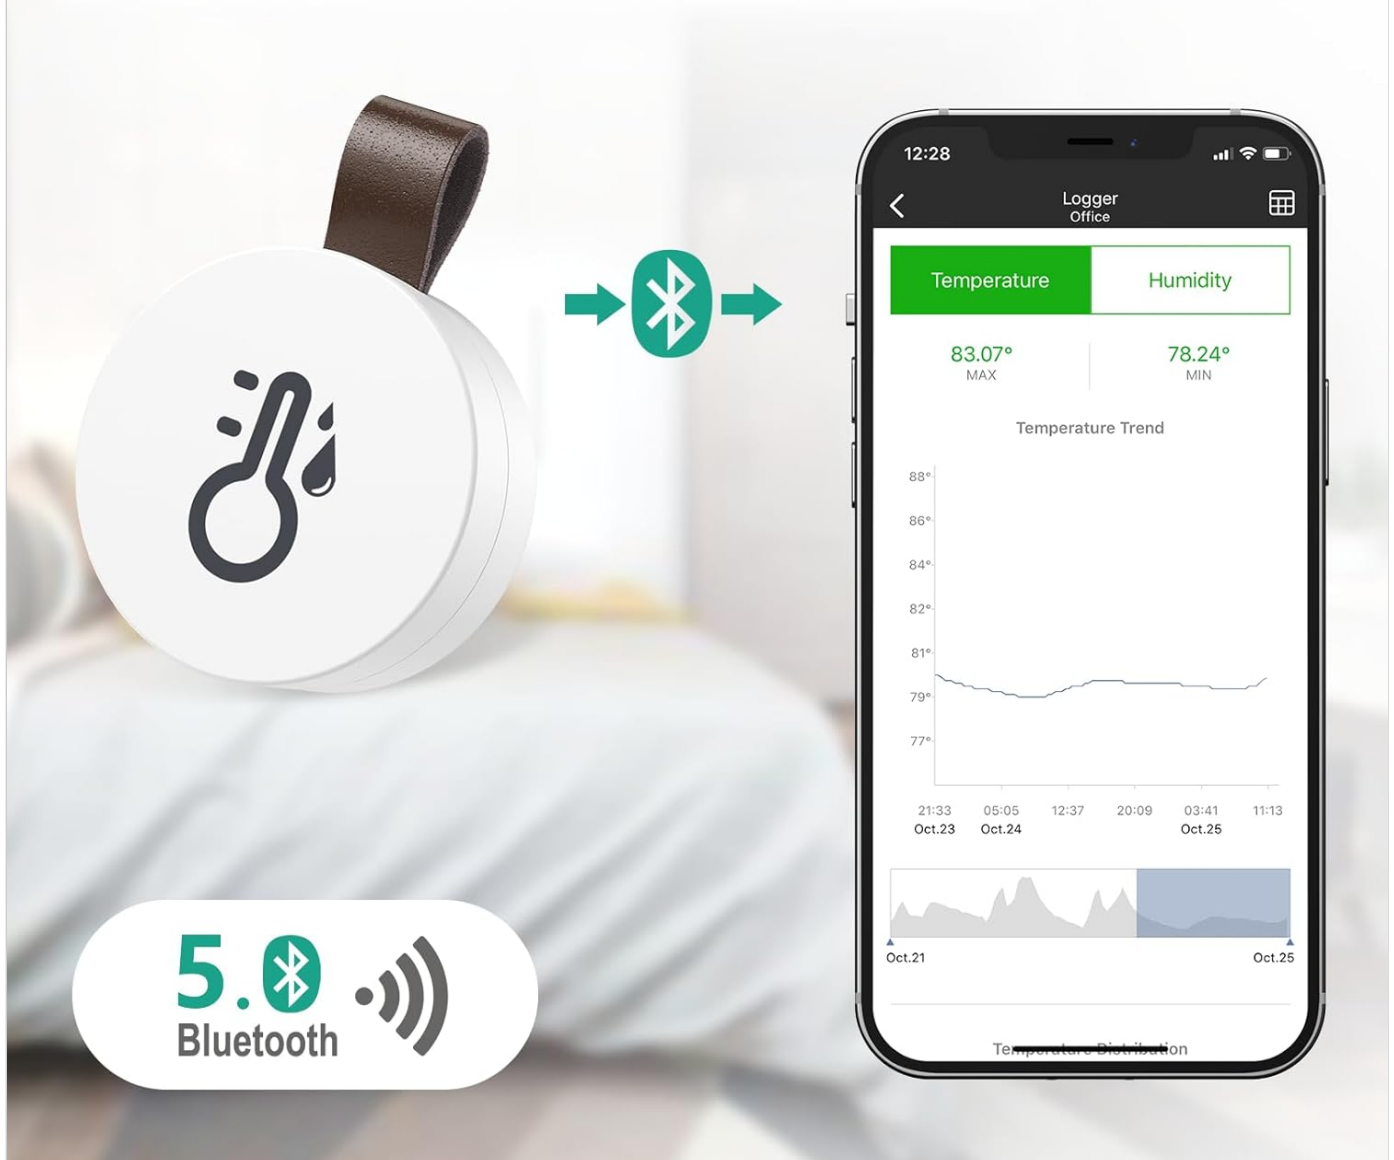 12:28
Logger
Office
Temperature
Humidity
83.07°
MAX
78.24°
MIN
Temperature Trend
88°
86°
84°
82°
81°
79°
77°
21:33 05:05 12:37 20:09 03:41 11:13
Oct.23 Oct.24 Oct.25
Oct.21 Oct.25
Temperature Distribution
5.0
Bluetooth